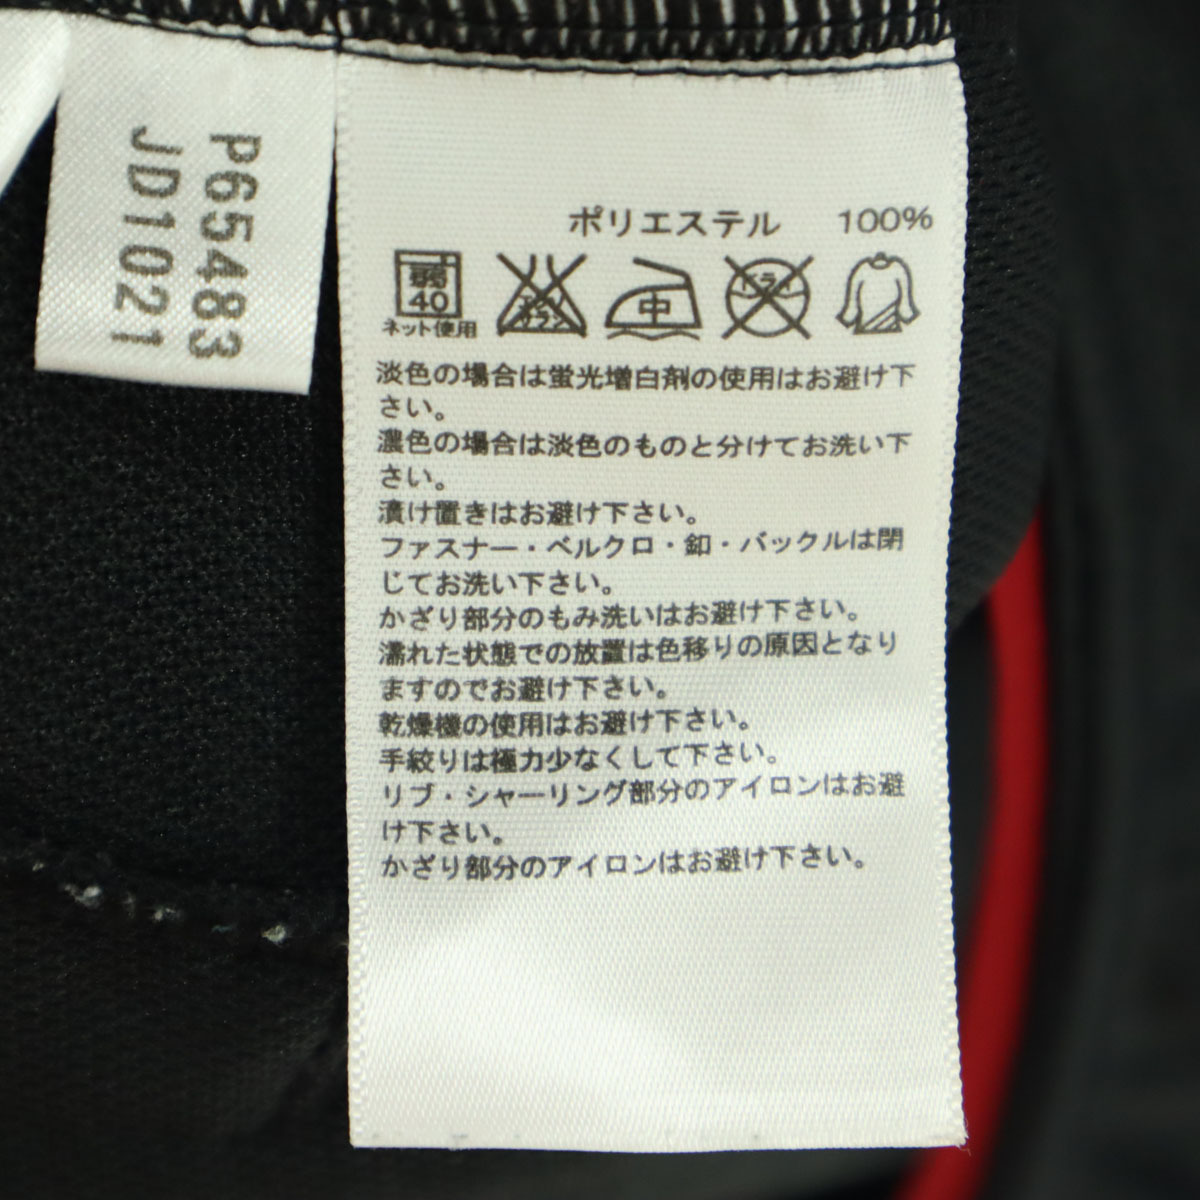 P65483
JD1021
ポリエステル 100%
弱
40
ネット使用
エンソ
サラシ
中
ドライ
淡色の場合は蛍光増白剤の使用はお避け下
さい。
濃色の場合は淡色のものと分けてお洗い下
さい。
漬け置きはお避け下さい。
ファスナー・ベルクロ・釦・バックルは閉
じてお洗い下さい。
かざり部分のもみ洗いはお避け下さい。
濡れた状態での放置は色移りの原因となり
ますのでお避け下さい。
乾燥機の使用はお避け下さい。
手絞りは極力少なくして下さい。
リブ・シャーリング部分のアイロンはお避
け下さい。
かざり部分のアイロンはお避け下さい。